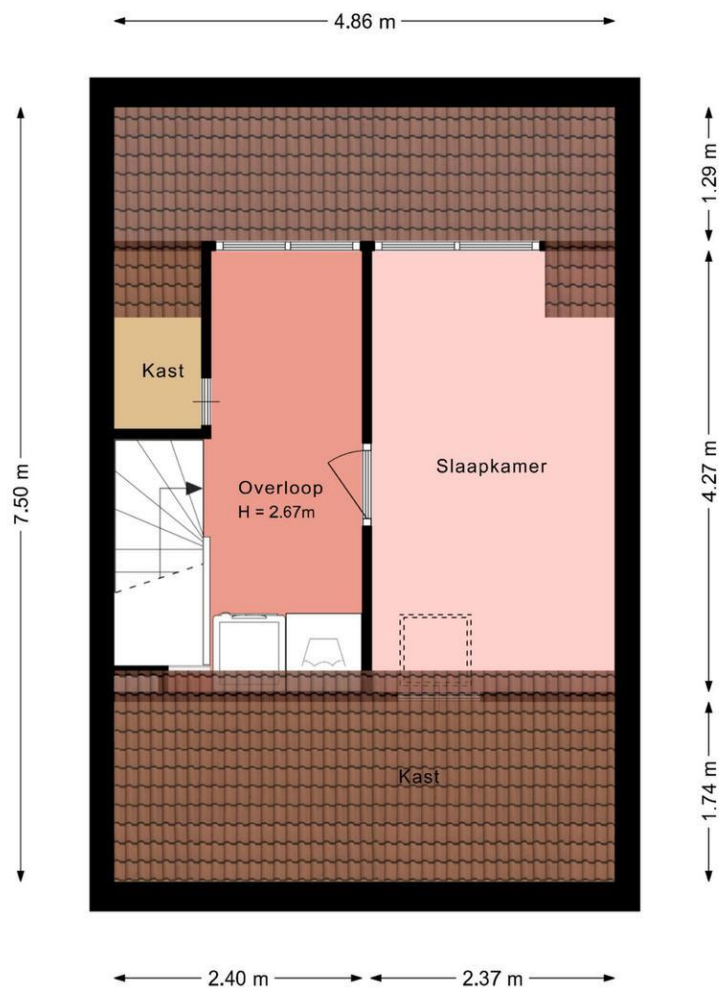 4.86 m
1.29 m
Kast
Slaapkamer
Overloop
H = 2.67m
7.50 m
4.27 m
Kast
1.74 m
2.40 m
2.37 m